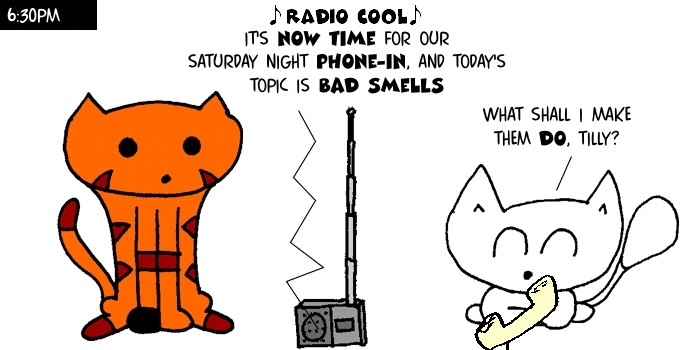 6:30PM
♪RADIO COOL♪
IT'S NOW TIME FOR OUR
SATURDAY NIGHT PHONE-IN, AND TODAY'S
TOPIC IS BAD SMELLS
WHAT SHALL I MAKE
THEM DO, TILLY?